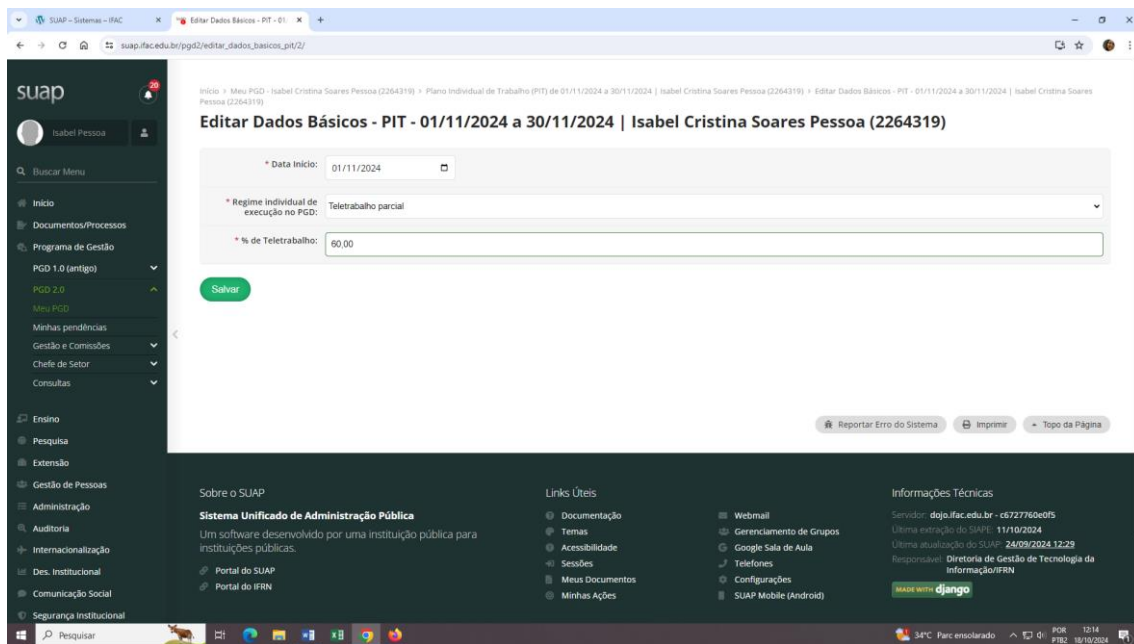 SUAP – Sistemas – IFAC
Editar Dados Básicos - PIT - 01
suap.ifac.edu.br/pgd2/editar_dados_basicos_pit/2/
suap
20
Isabel Pessoa
Buscar Menu
Início
Documentos/Processos
Programa de Gestão
PGD 1.0 (antigo)
PGD 2.0
Meu PGD
Minhas pendências
Gestão e Comissões
Chefe de Setor
Consultas
Ensino
Pesquisa
Extensão
Gestão de Pessoas
Administração
Auditoria
Internacionalização
Des. Institucional
Comunicação Social
Segurança Institucional
Início > Meu PGD - Isabel Cristina Soares Pessoa (2264319) > Plano Individual de Trabalho (PIT) de 01/11/2024 a 30/11/2024 | Isabel Cristina Soares Pessoa (2264319) > Editar Dados Básicos - PIT - 01/11/2024 a 30/11/2024 | Isabel Cristina Soares
Pessoa (2264319)
Editar Dados Básicos - PIT - 01/11/2024 a 30/11/2024 | Isabel Cristina Soares Pessoa (2264319)
* Data Início: 01/11/2024
* Regime individual de
execução no PGD: Teletrabalho parcial
* % de Teletrabalho: 60,00
Salvar
Reportar Erro do Sistema
Imprimir
Topo da Página
Sobre o SUAP
Sistema Unificado de Administração Pública
Um software desenvolvido por uma instituição pública para
instituições públicas.
Portal do SUAP
Portal do IFRN
Links Úteis
Documentação
Temas
Acessibilidade
Sessões
Meus Documentos
Minhas Ações
Webmail
Gerenciamento de Grupos
Google Sala de Aula
Telefones
Configurações
SUAP Mobile (Android)
Informações Técnicas
Servidor: dojo.ifac.edu.br - c6727760e0f5
Última extração do SIAPE: 11/10/2024
Última atualização do SUAP: 24/09/2024 12:29
Responsável: Diretoria de Gestão de Tecnologia da
Informação/IFRN
MADE WITH django
Pesquisar
34°C Parc ensolarado
POR
PTB2
12:14
18/10/2024